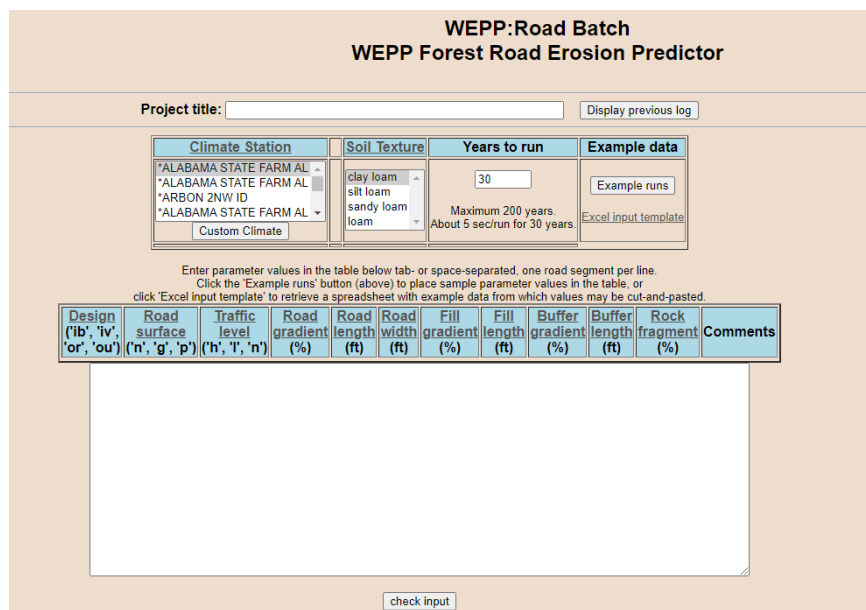 WEPP:Road Batch
WEPP Forest Road Erosion Predictor
Project title:
Display previous log
Climate Station Soil Texture Years to run Example data
*ALABAMA STATE FARM AL
*ALABAMA STATE FARM AL
*ARBON 2NW ID
*ALABAMA STATE FARM AL
Custom Climate
clay loam
silt loam
sandy loam
loam
30
Maximum 200 years.
About 5 sec/run for 30 years.
Example runs
Excel input template
Enter parameter values in the table below tab- or space-separated, one road segment per line.
Click the 'Example runs' button (above) to place sample parameter values in the table, or
click 'Excel input template' to retrieve a spreadsheet with example data from which values may be cut-and-pasted.
Design
('ib', 'iv',
'or', 'ou')
Road
surface
('n', 'g', 'p')
Traffic
level
('h', 'l', 'n')
Road
gradient
(%)
Road
length
(ft)
Road
width
(ft)
Fill
gradient
(%)
Fill
length
(ft)
Buffer
gradient
(%)
Buffer
length
(ft)
Rock
fragment
(%)
Comments
check input